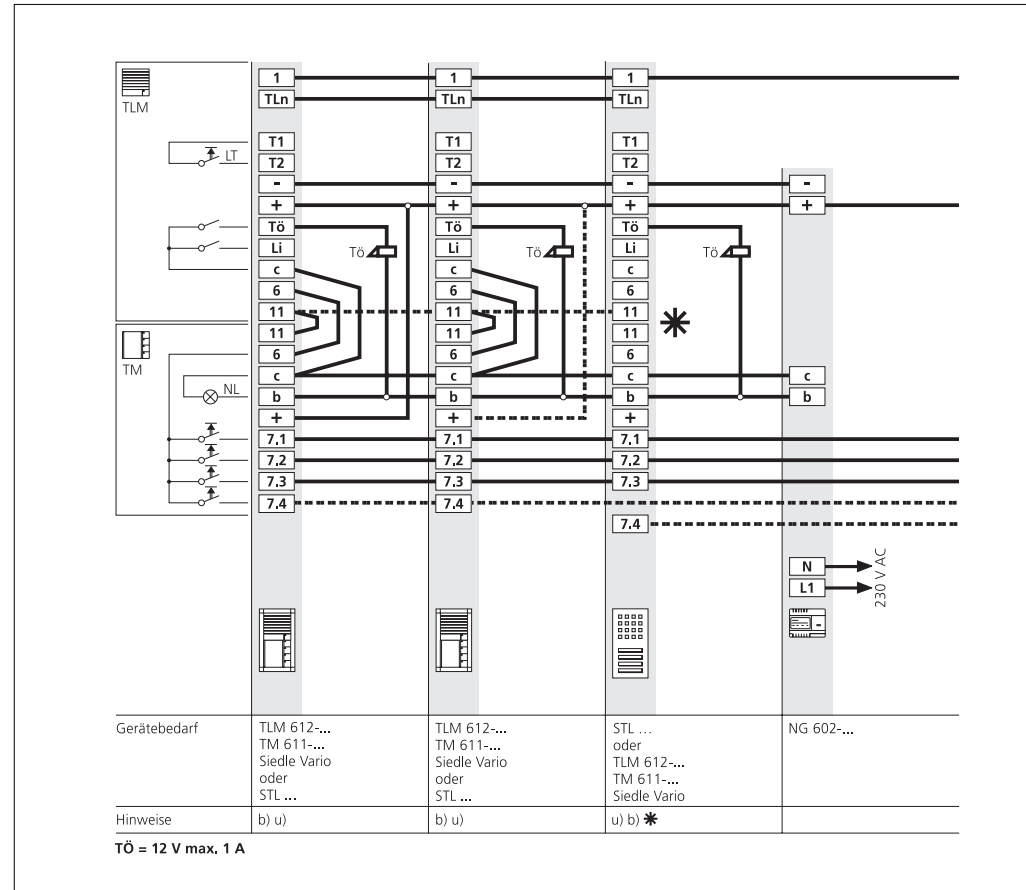 TLM
LT
TM
NL
1 1 1
TLn TLn TLn
T1 T1 T1
T2 T2 T2
- - - -
+ + + +
Tö Tö Tö
Li Tö Li Tö Li Tö
c c c
6 6 6
11 11 11
11 11 11
6 6 6
c c c c
b b b b
+ + +
7.1 7.1 7.1
7.2 7.2 7.2
7.3 7.3 7.3
7.4 7.4
7.4
N
L1
230 V AC
Gerätebedarf
TLM 612-...
TM 611-...
Siedle Vario
oder
STL ...
TLM 612-...
TM 611-...
Siedle Vario
oder
STL ...
STL ...
oder
TLM 612-...
TM 611-...
Siedle Vario
NG 602-...
Hinweise
b) u)
b) u)
u) b) ✱
TÖ = 12 V max. 1 A